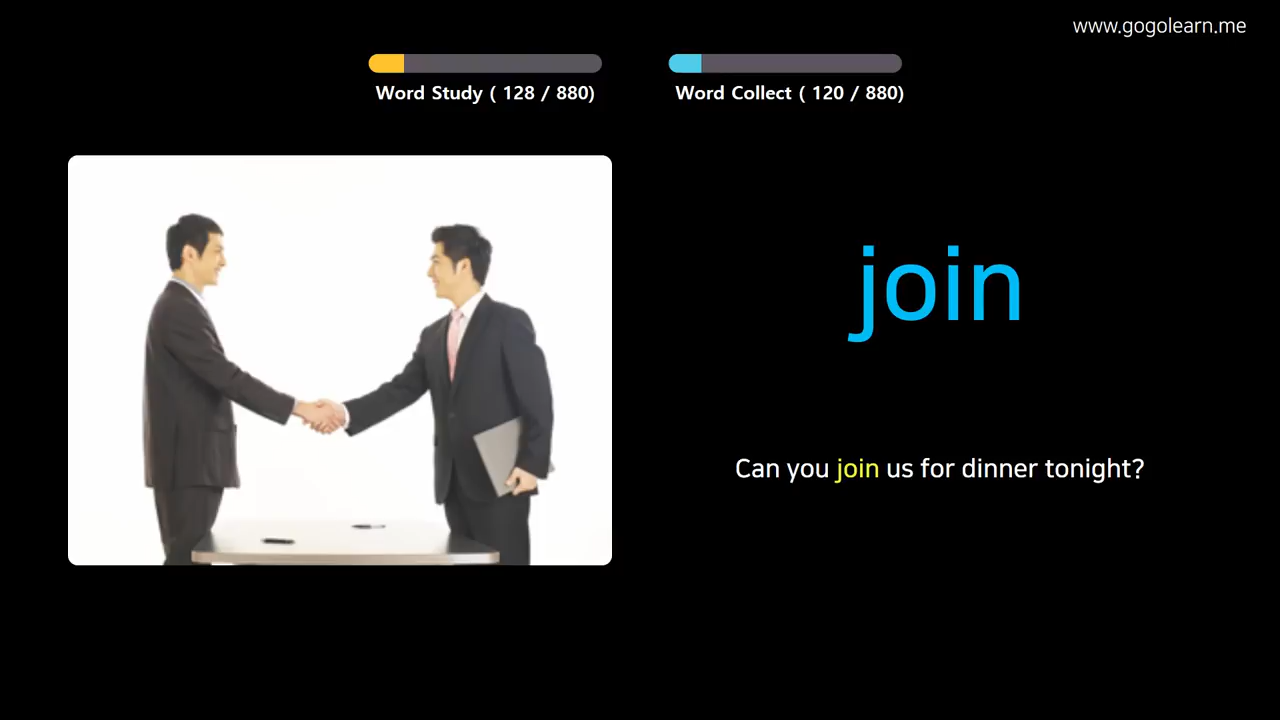 www.gogolearn.me
Word Study ( 128 / 880)
Word Collect ( 120 / 880)
join
Can you join us for dinner tonight?